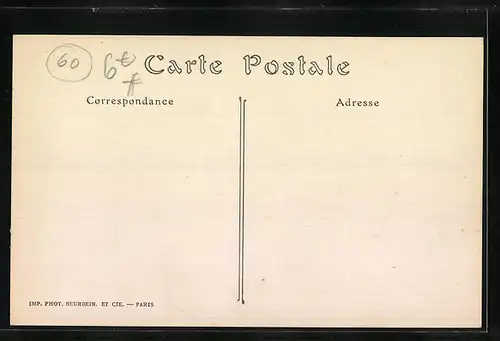 60
6€
Carte Postale
Correspondance
Adresse
IMP. PHOT. NEURDEIN, ET CIE. — PARIS